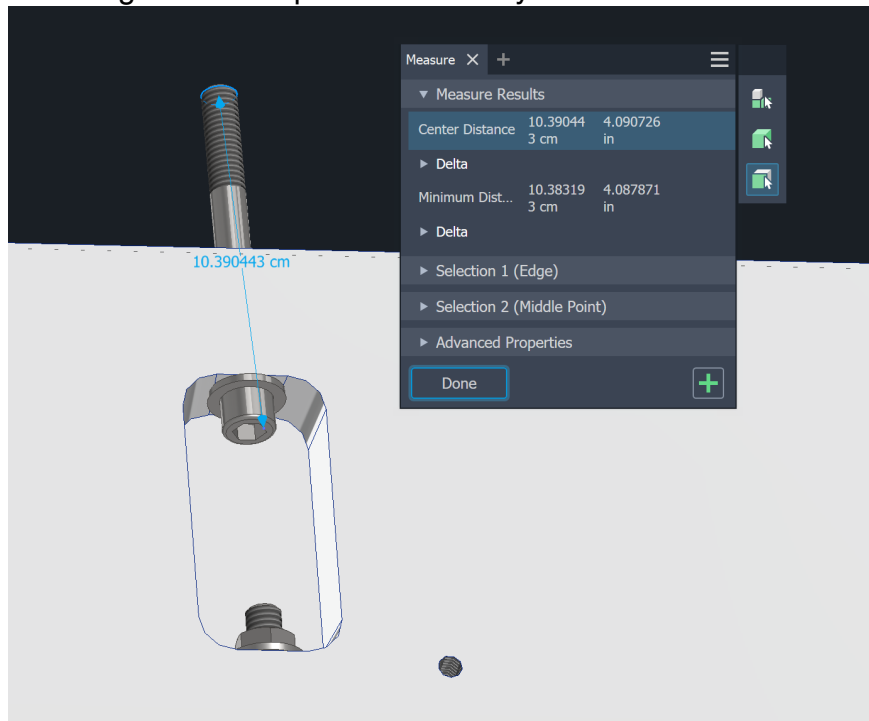 Measure
Measure Results
Center Distance 10.39044 4.090726
3 cm in
Delta
Minimum Dist... 10.38319 4.087871
3 cm in
Delta
10.390443 cm
Selection 1 (Edge)
Selection 2 (Middle Point)
Advanced Properties
Done